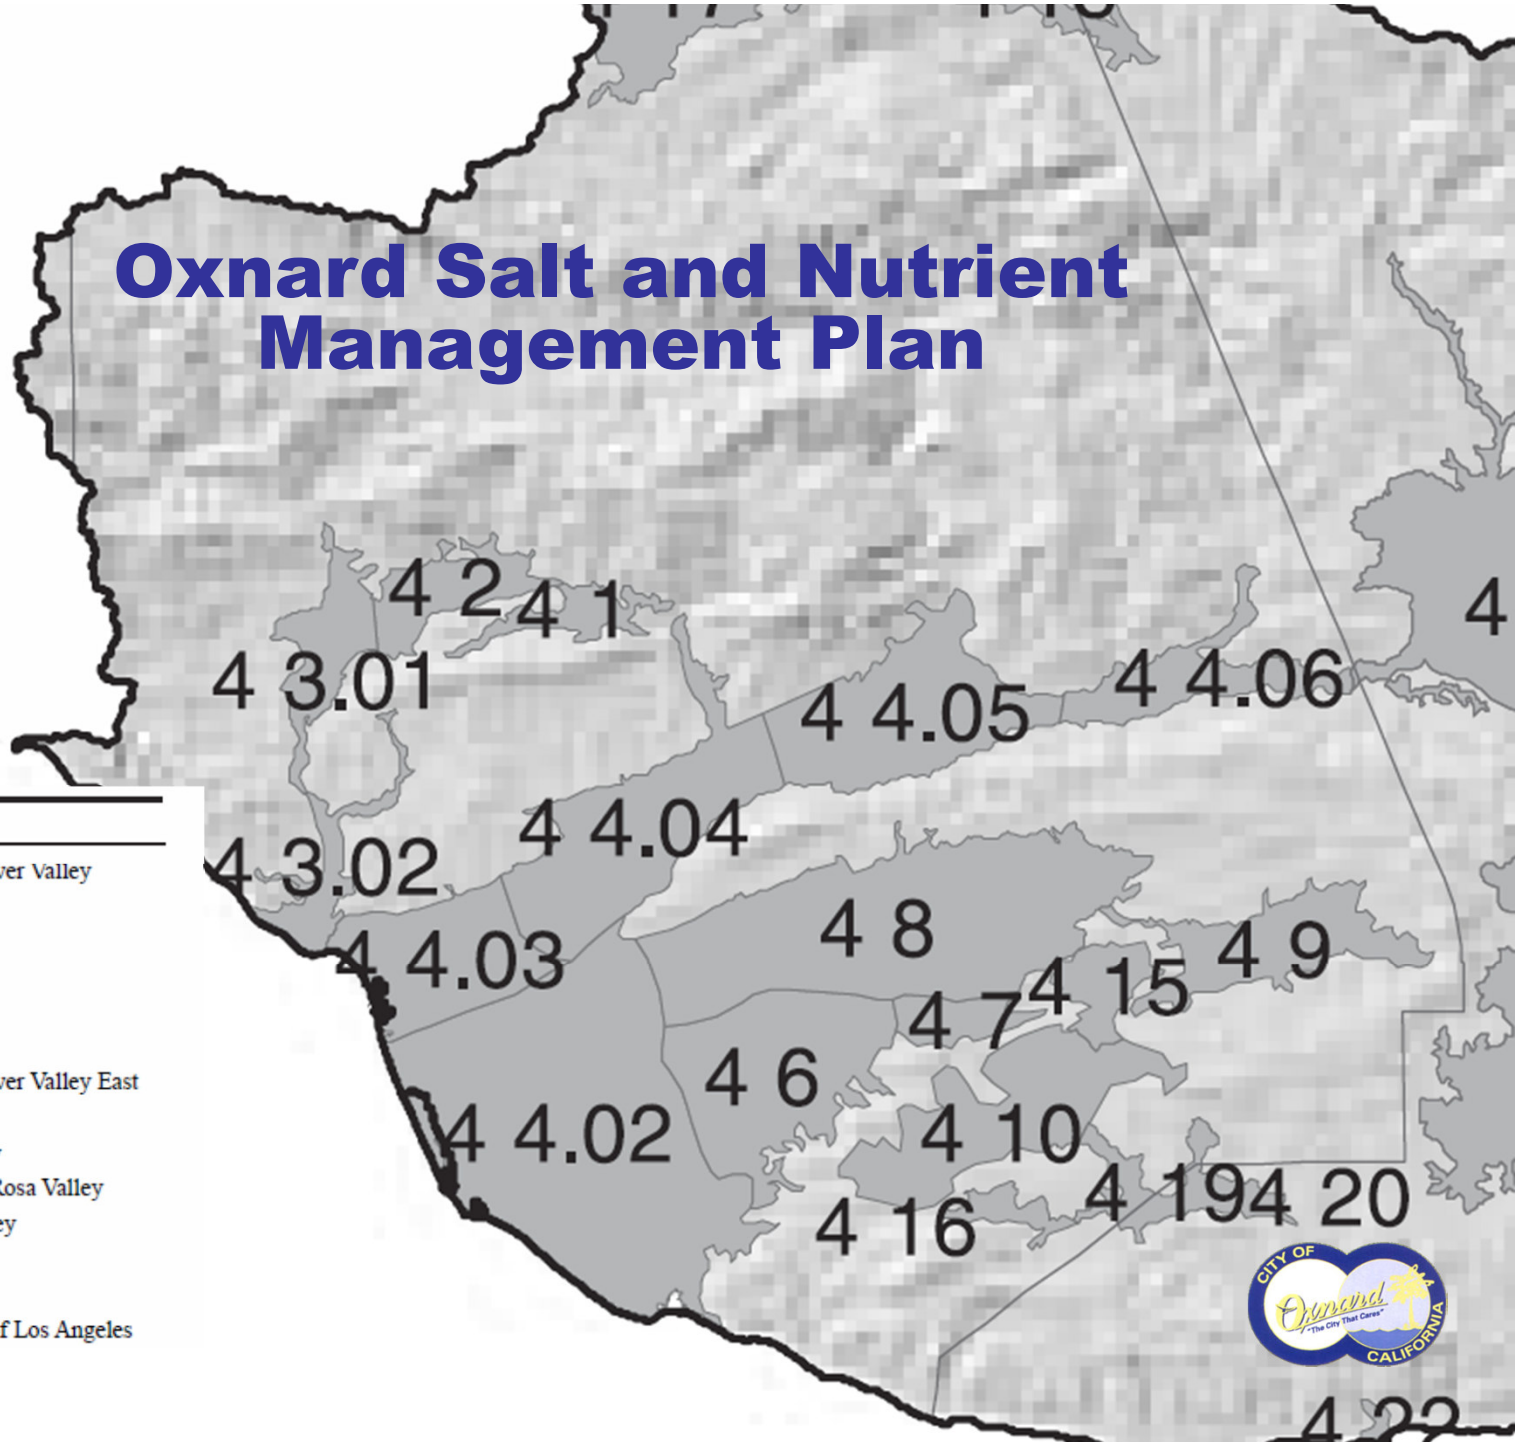 Oxnard Salt and Nutrient
Management Plan
4 2
4 1
4
4 3.01
4 4.06
4 4.05
4 4.04
4 3.02
ver Valley
4 8
4 9
4 4.03
4 15
4 7
4 6
ver Valley East
4 4.02
4 10
Rosa Valley
ey
4 19
4 20
4 16
CITY OF
Oxnard
"The City That Cares"
CALIFORNIA
f Los Angeles
4 22